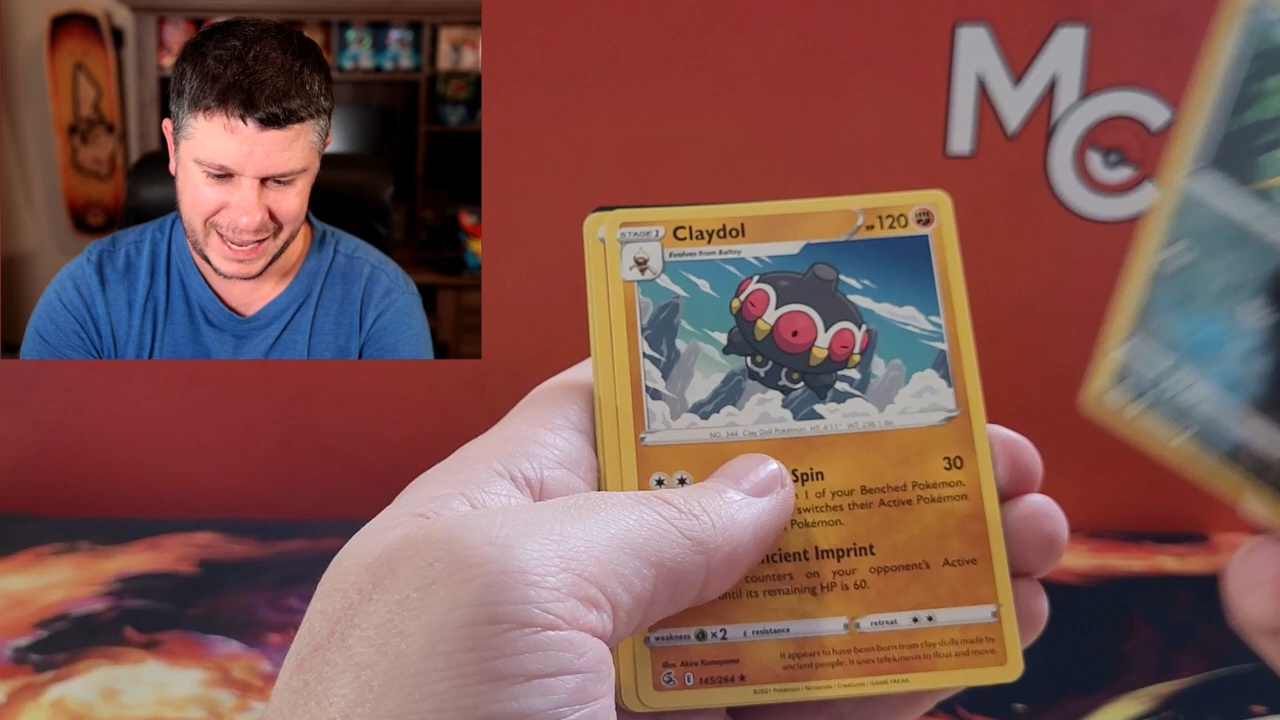 MC
STAGE 1
Claydol
HP 120
Evolves from Baltoy
NO. 344 Clay Doll Pokémon HT: 4'11" WT: 238.1 lbs.
Spin 30
1 of your Benched Pokémon.
switches their Active Pokémon
Pokémon.
ncient Imprint
counters on your opponent's Active
until its remaining HP is 60.
weakness ×2 resistance retreat
Illus. Akira Komayama
It appears to have been born from clay dolls made by
ancient people. It uses telekinesis to float and move.
145/264
©2021 Pokémon / Nintendo / Creatures / GAME FREAK.